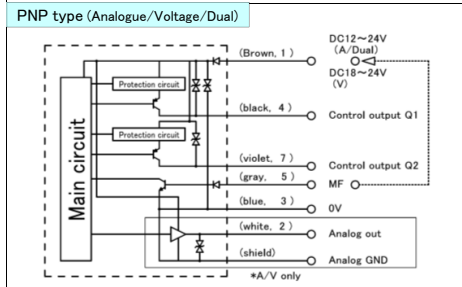 PNP type (Analogue/Voltage/Dual)
(Brown, 1 )
DC12～24V
(A/Dual)
DC18～24V
(V)
Protection circuit
(black, 4 )
Control output Q1
Protection circuit
Main circuit
(violet, 7 )
Control output Q2
(gray, 5 )
MF
(blue, 3 )
0V
(white, 2 )
Analog out
(shield)
Analog GND
*A/V only